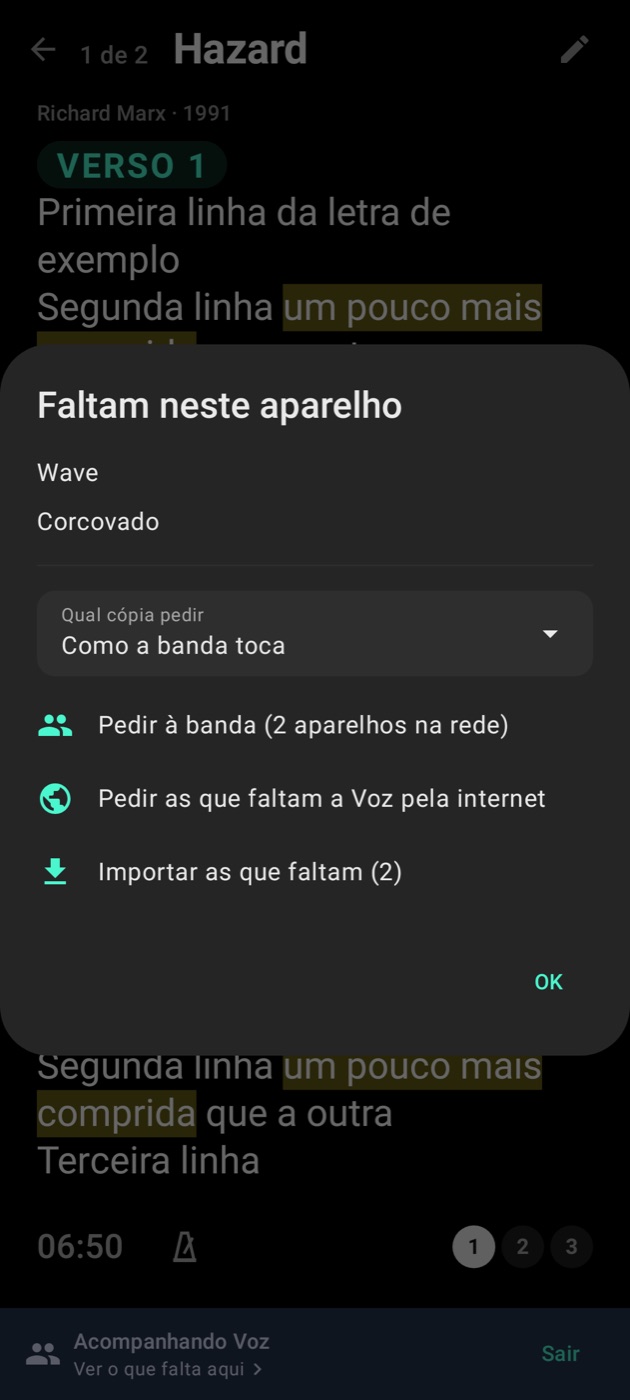 1 de 2 Hazard
Richard Marx · 1991
VERSO 1
Primeira linha da letra de
exemplo
Segunda linha um pouco mais
Faltam neste aparelho
Wave
Corcovado
Qual cópia pedir
Como a banda toca
Pedir à banda (2 aparelhos na rede)
Pedir as que faltam a Voz pela internet
Importar as que faltam (2)
OK
Segunda linha um pouco mais
comprida que a outra
Terceira linha
06:50 1 2 3
Acompanhando Voz
Ver o que falta aqui
Sair